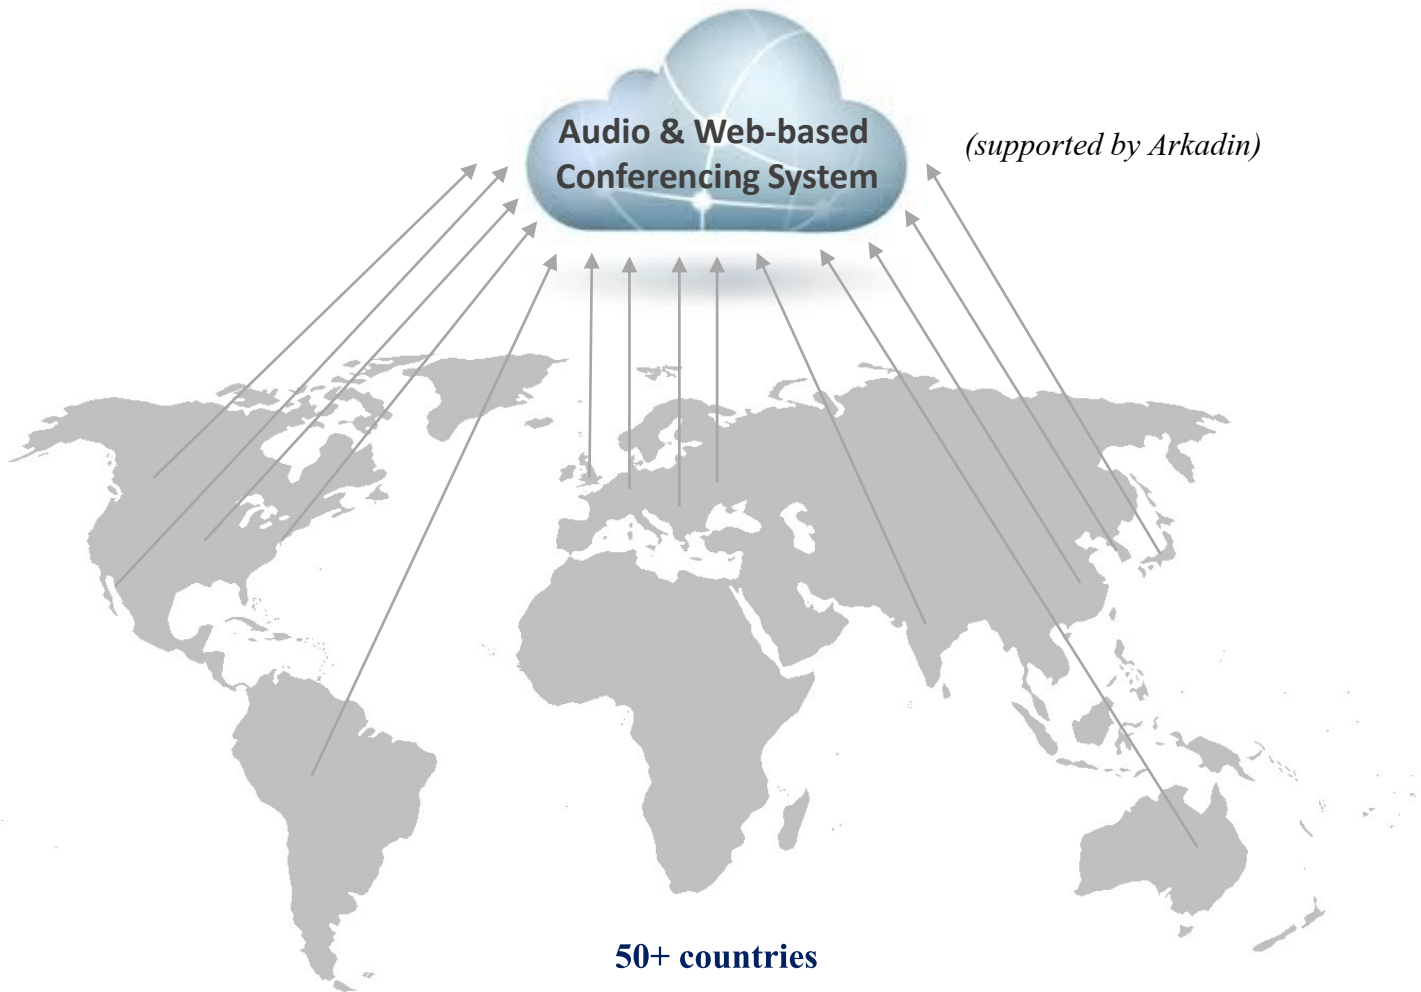 Audio & Web-based
Conferencing System
(supported by Arkadin)
50+ countries